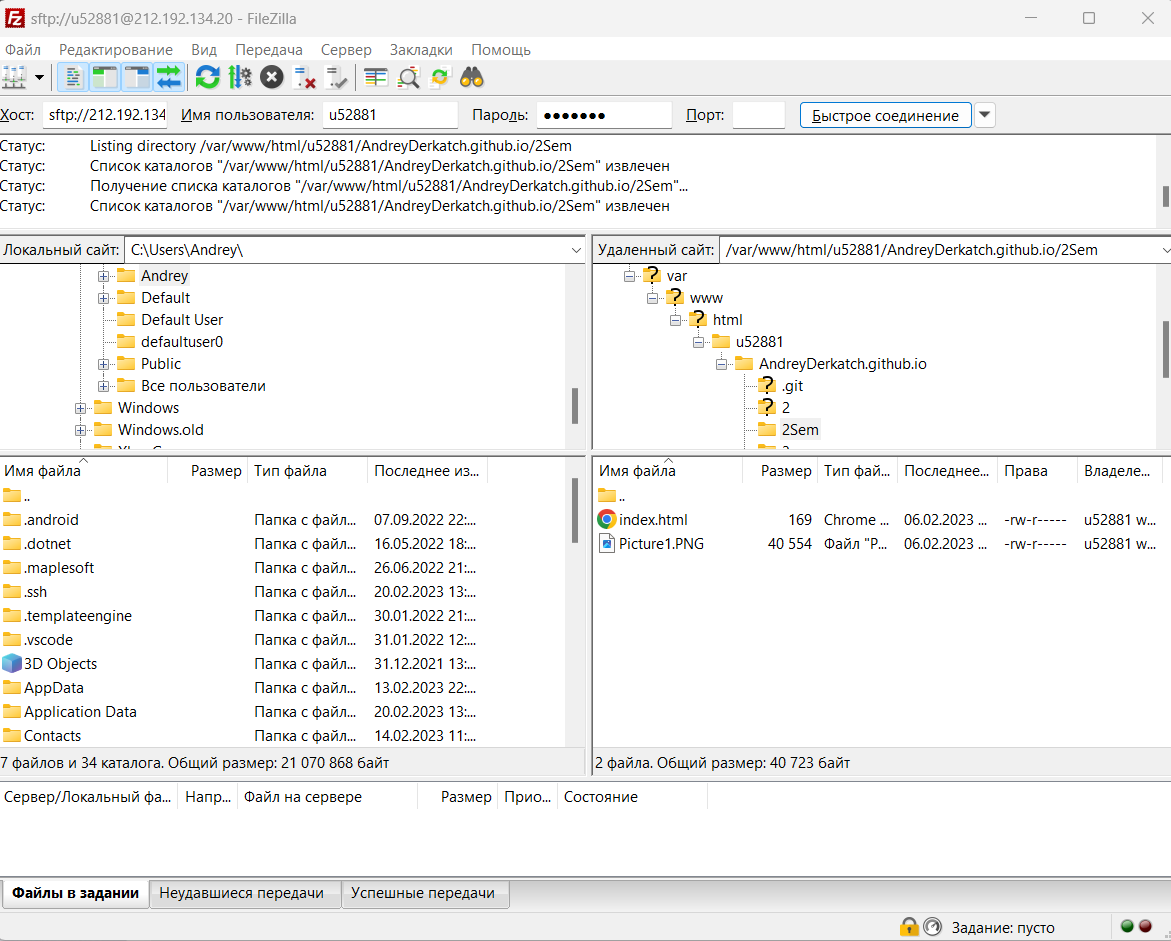 sftp://u52881@212.192.134.20 - FileZilla
Файл Редактирование Вид Передача Сервер Закладки Помощь
Хост: sftp://212.192.134 Имя пользователя: u52881 Пароль: ●●●●●●● Порт: Быстрое соединение
Статус: Listing directory /var/www/html/u52881/AndreyDerkatch.github.io/2Sem
Статус: Список каталогов "/var/www/html/u52881/AndreyDerkatch.github.io/2Sem" извлечен
Статус: Получение списка каталогов "/var/www/html/u52881/AndreyDerkatch.github.io/2Sem"...
Статус: Список каталогов "/var/www/html/u52881/AndreyDerkatch.github.io/2Sem" извлечен
Локальный сайт: C:\Users\Andrey\
Andrey
Default
Default User
defaultuser0
Public
Все пользователи
Windows
Windows.old
Имя файла Размер Тип файла Последнее из...
..
.android Папка с файл... 07.09.2022 22:...
.dotnet Папка с файл... 16.05.2022 18:...
.maplesoft Папка с файл... 26.06.2022 21:...
.ssh Папка с файл... 20.02.2023 13:...
.templateengine Папка с файл... 30.01.2022 21:...
.vscode Папка с файл... 31.01.2022 12:...
3D Objects Папка с файл... 31.12.2021 13:...
AppData Папка с файл... 13.02.2023 22:...
Application Data Папка с файл... 20.02.2023 13:...
Contacts Папка с файл... 14.02.2023 11:...
7 файлов и 34 каталога. Общий размер: 21 070 868 байт
Удаленный сайт: /var/www/html/u52881/AndreyDerkatch.github.io/2Sem
var
www
html
u52881
AndreyDerkatch.github.io
.git
2
2Sem
Имя файла Размер Тип фай... Последнее... Права Владеле...
..
index.html 169 Chrome ... 06.02.2023 ... -rw-r----- u52881 w...
Picture1.PNG 40 554 Файл "P... 06.02.2023 ... -rw-r----- u52881 w...
2 файла. Общий размер: 40 723 байт
Сервер/Локальный фа... Напр... Файл на сервере Размер Прио... Состояние
Файлы в задании Неудавшиеся передачи Успешные передачи
Задание: пусто